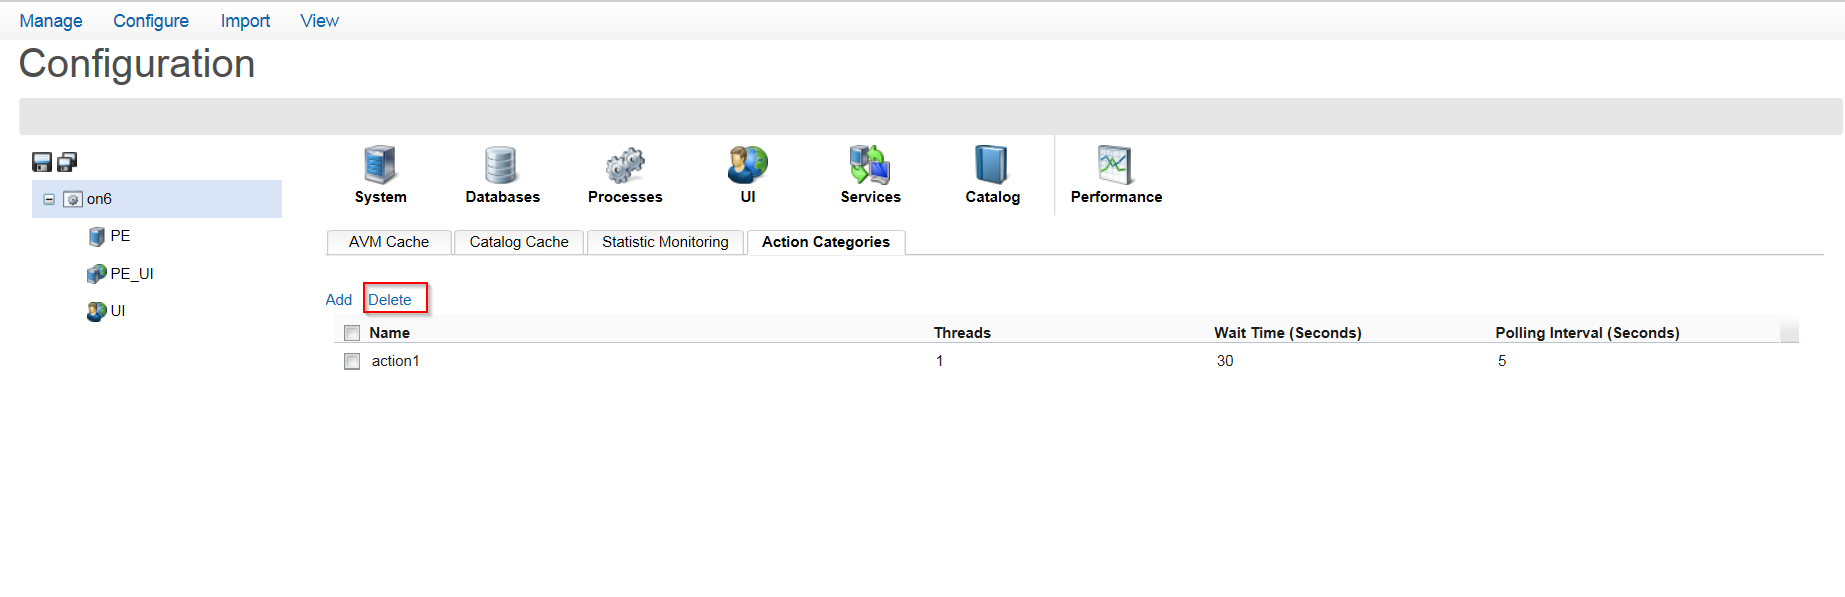 Manage Configure Import View
Configuration
System Databases Processes UI Services Catalog Performance
on6
PE
PE_UI
UI
AVM Cache Catalog Cache Statistic Monitoring Action Categories
Add Delete
Name Threads Wait Time (Seconds) Polling Interval (Seconds)
action1 1 30 5